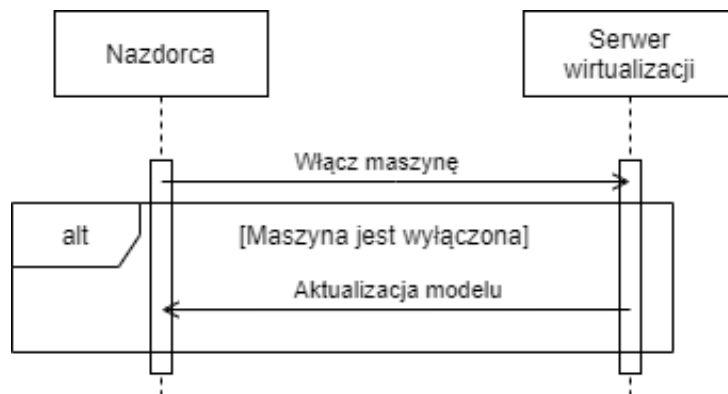 Nazdorca
Serwer
wirtualizacji
Włącz maszynę
alt
[Maszyna jest wyłączona]
Aktualizacja modelu